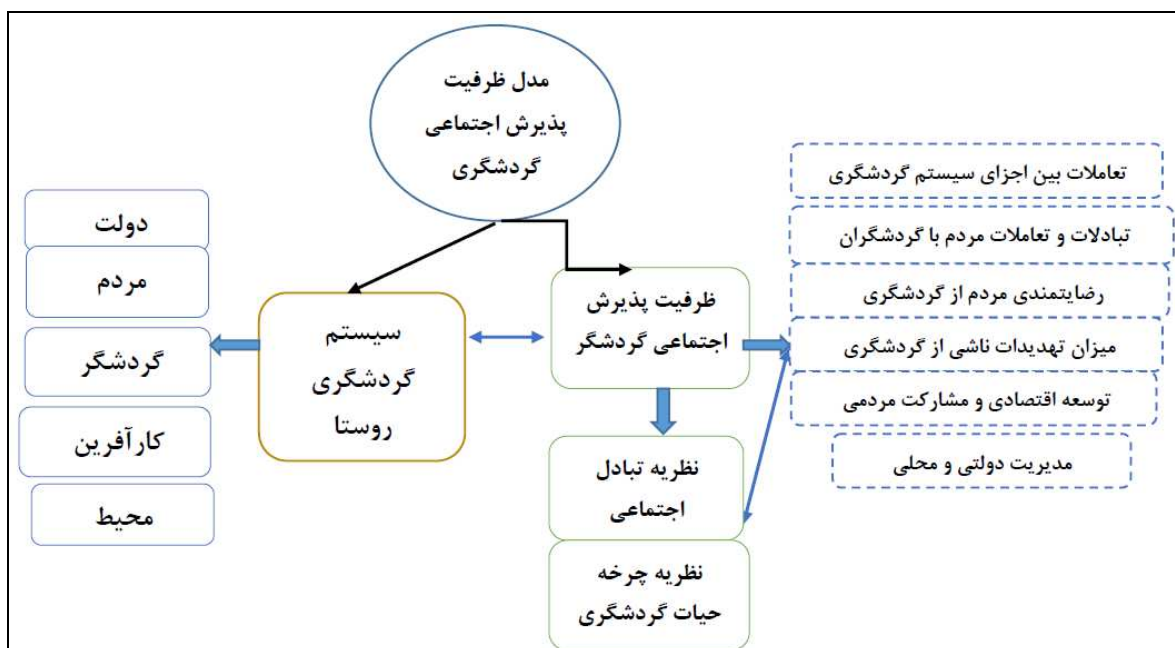 مدل ظرفیت
پذیرش اجتماعی
گردشگری
تعاملات بین اجزای سیستم گردشگری
تبادلات و تعاملات مردم با گردشگران
رضایتمندی مردم از گردشگری
میزان تهدیدات ناشی از گردشگری
توسعه اقتصادی و مشارکت مردمی
مدیریت دولتی و محلی
ظرفیت پذیرش
اجتماعی گردشگر
نظریه تبادل
اجتماعی
نظریه چرخه
حیات گردشگری
سیستم
گردشگری
روستا
دولت
مردم
گردشگر
کارآفرین
محیط